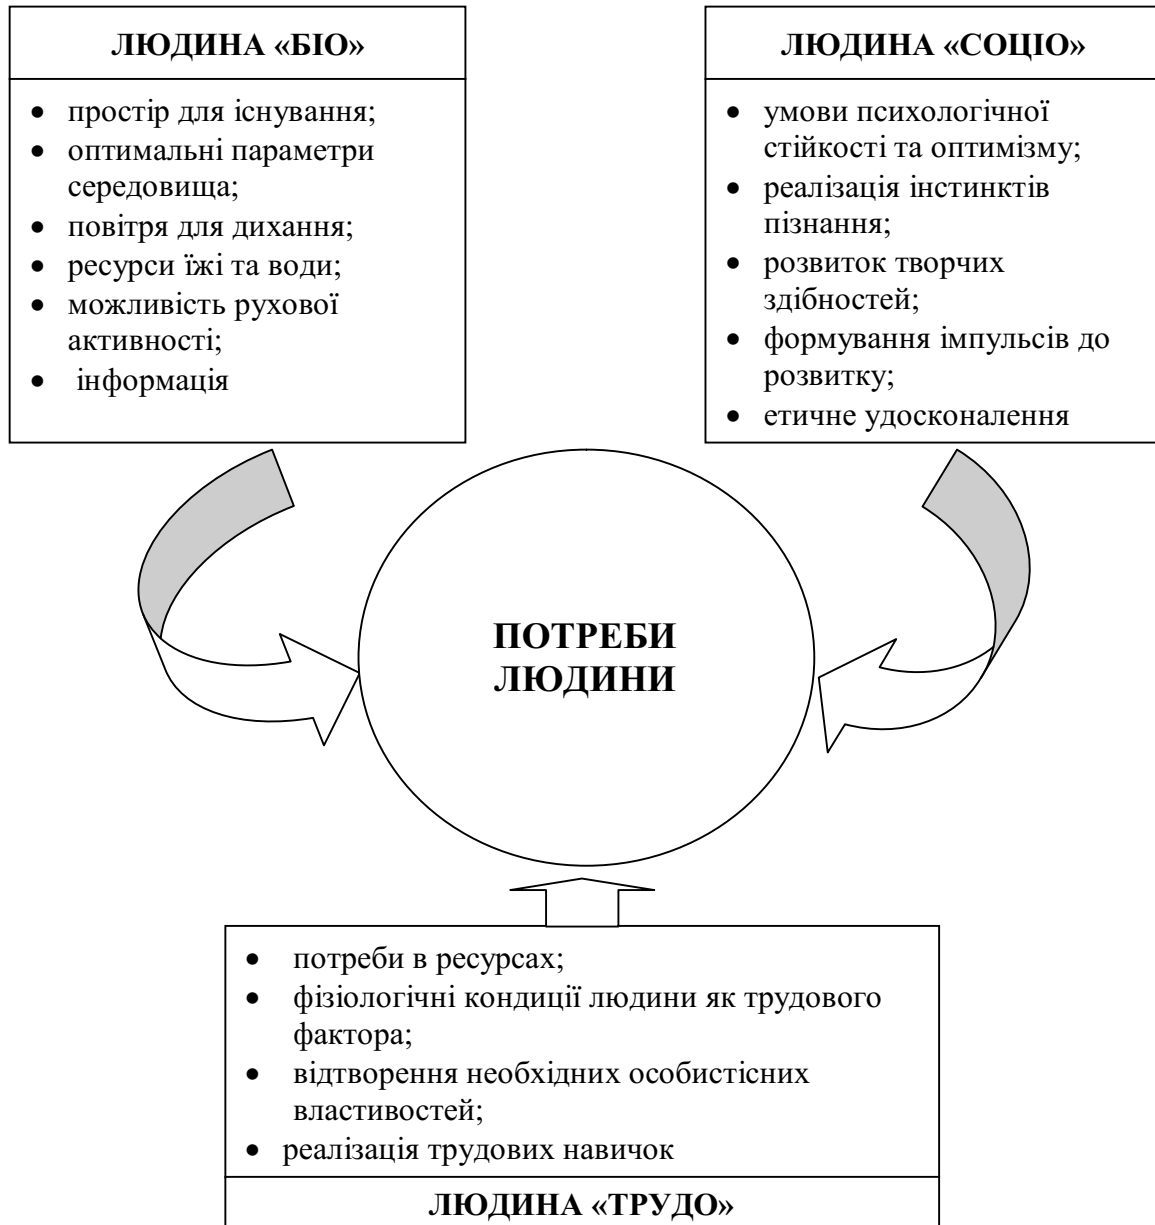 ЛЮДИНА «БІО»
• простір для існування;
• оптимальні параметри
середовища;
• повітря для дихання;
• ресурси їжі та води;
• можливість рухової
активності;
• інформація
ЛЮДИНА «СОЦІО»
• умови психологічної
стійкості та оптимізму;
• реалізація інстинктів
пізнання;
• розвиток творчих
здібностей;
• формування імпульсів до
розвитку;
• етичне удосконалення
ПОТРЕБИ
ЛЮДИНИ
• потреби в ресурсах;
• фізіологічні кондиції людини як трудового
фактора;
• відтворення необхідних особистісних
властивостей;
• реалізація трудових навичок
ЛЮДИНА «ТРУДО»